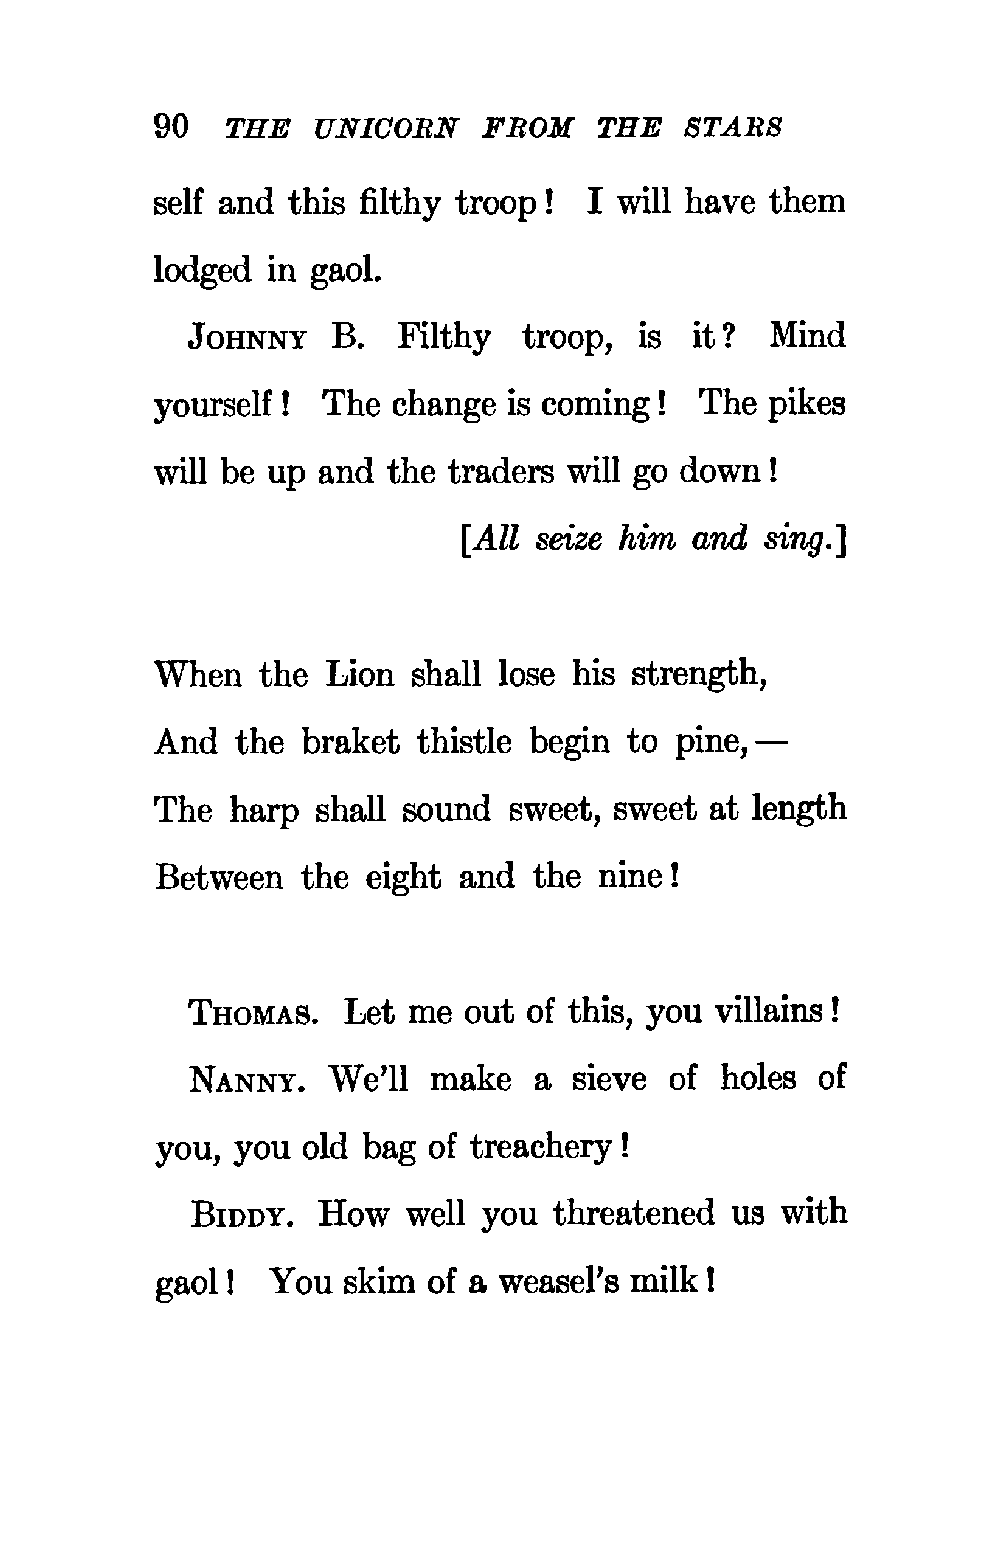 90 THE UNICORN FROM THE STARS
self and this filthy troop! I will have them
lodged in gaol.
JOHNNY B. Filthy troop, is it? Mind
yourself! The change is coming! The pikes
will be up and the traders will go down!
[All seize him and sing.]
When the Lion shall lose his strength,
And the braket thistle begin to pine,—
The harp shall sound sweet, sweet at length
Between the eight and the nine!
THOMAS. Let me out of this, you villains!
NANNY. We'll make a sieve of holes of
you, you old bag of treachery!
BIDDY. How well you threatened us with
gaol! You skim of a weasel's milk!